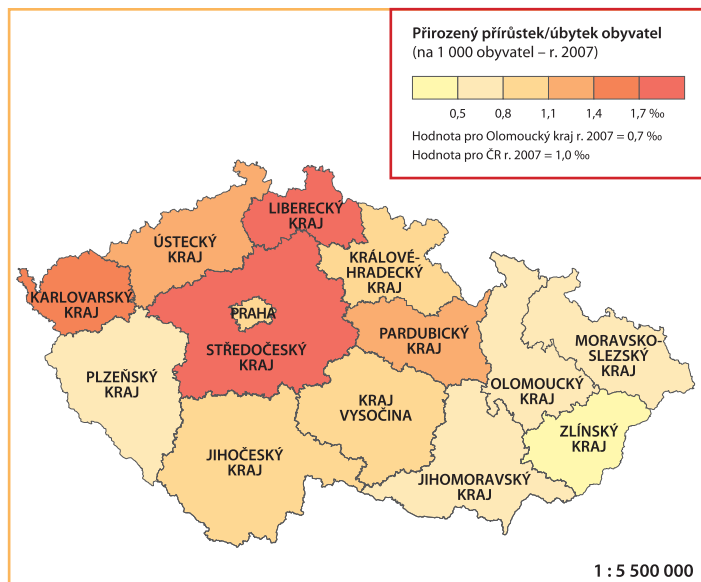 Přirozený přírůstek/úbytek obyvatel
(na 1 000 obyvatel – r. 2007)
0,5 0,8 1,1 1,4 1,7 ‰
Hodnota pro Olomoucký kraj r. 2007 = 0,7 ‰
Hodnota pro ČR r. 2007 = 1,0 ‰
LIBERECKÝ
KRAJ
ÚSTECKÝ
KRAJ
KRÁLOVÉ-
HRADECKÝ
KRAJ
KARLOVARSKÝ
KRAJ
PRAHA
STŘEDOČESKÝ
KRAJ
PARDUBICKÝ
KRAJ
MORAVSKO-
SLEZSKÝ
KRAJ
PLZEŇSKÝ
KRAJ
OLOMOUCKÝ
KRAJ
KRAJ
VYSOČINA
ZLÍNSKÝ
KRAJ
JIHOČESKÝ
KRAJ
JIHOMORAVSKÝ
KRAJ
1 : 5 500 000